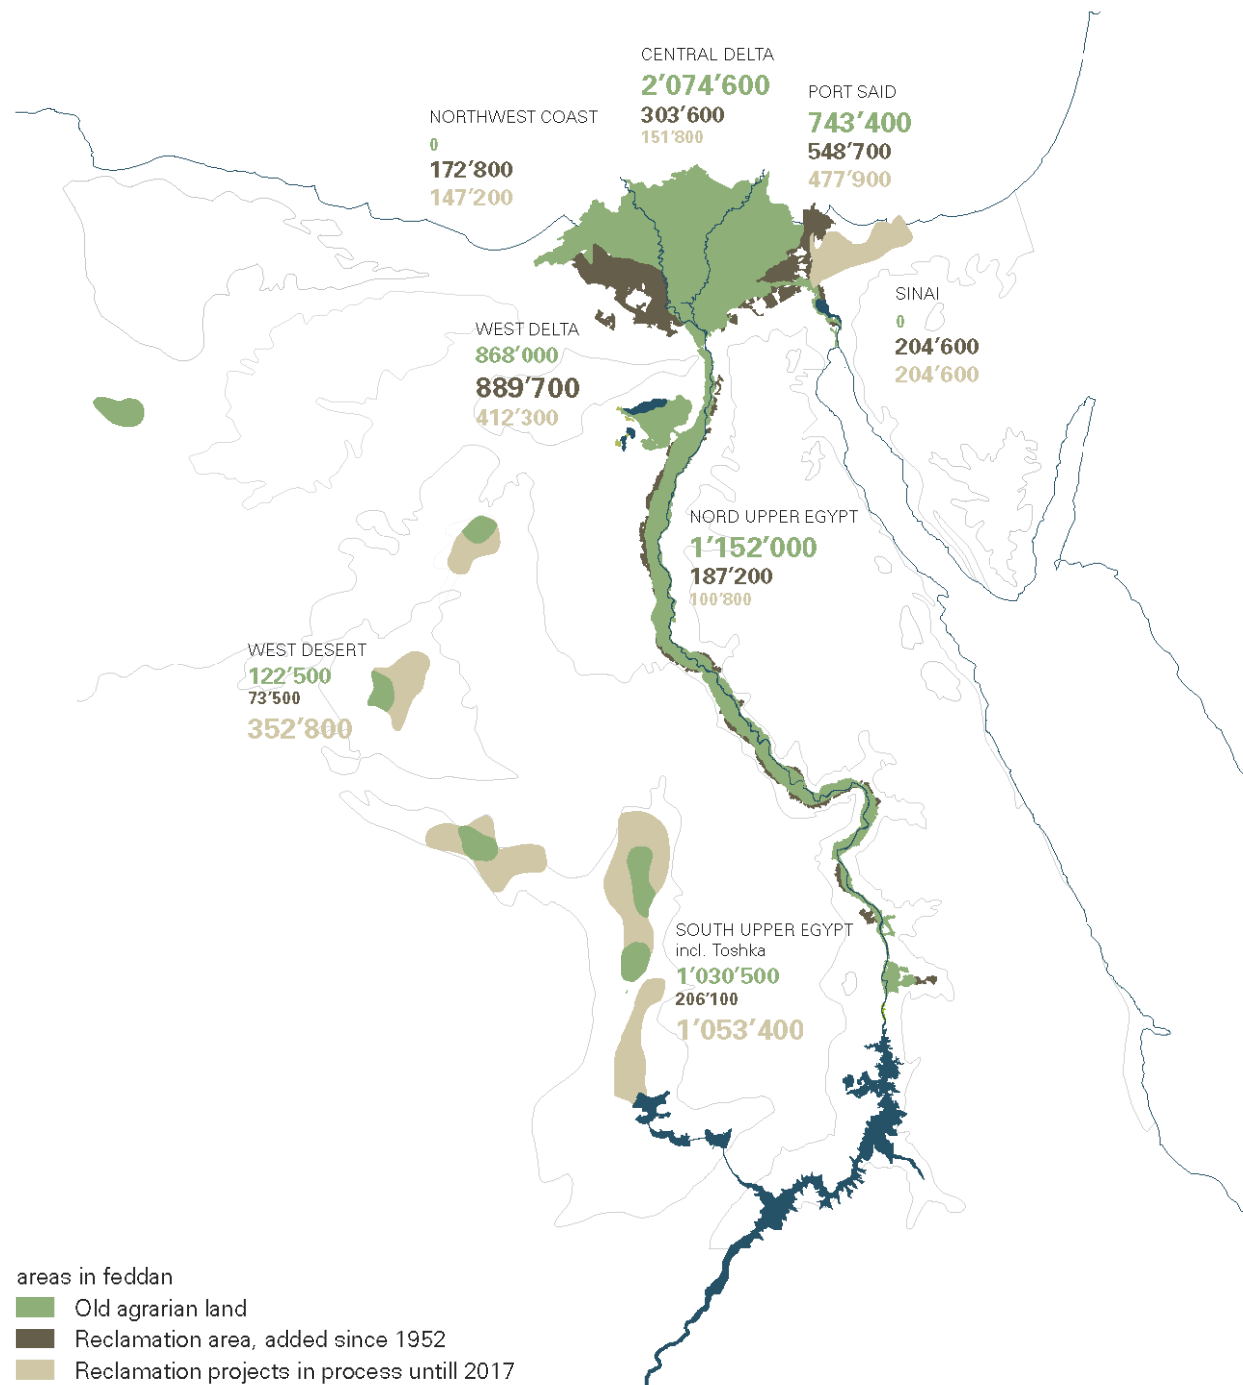 CENTRAL DELTA
2’074’600
303’600
151’800
PORT SAID
743’400
548’700
477’900
NORTHWEST COAST
0
172’800
147’200
SINAI
0
204’600
204’600
WEST DELTA
868’000
889’700
412’300
NORD UPPER EGYPT
1’152’000
187’200
100’800
WEST DESERT
122’500
73’500
352’800
SOUTH UPPER EGYPT
incl. Toshka
1’030’500
206’100
1’053’400
areas in feddan
Old agrarian land
Reclamation area, added since 1952
Reclamation projects in process untill 2017